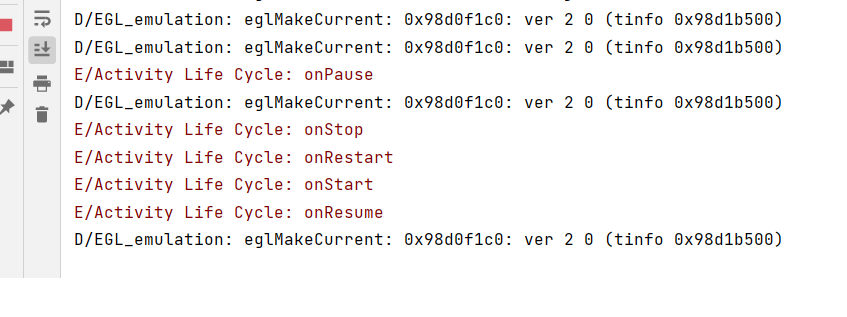 D/EGL_emulation: eglMakeCurrent: 0x98d0f1c0: ver 2 0 (tinfo 0x98d1b500)
D/EGL_emulation: eglMakeCurrent: 0x98d0f1c0: ver 2 0 (tinfo 0x98d1b500)
E/Activity Life Cycle: onPause
D/EGL_emulation: eglMakeCurrent: 0x98d0f1c0: ver 2 0 (tinfo 0x98d1b500)
E/Activity Life Cycle: onStop
E/Activity Life Cycle: onRestart
E/Activity Life Cycle: onStart
E/Activity Life Cycle: onResume
D/EGL_emulation: eglMakeCurrent: 0x98d0f1c0: ver 2 0 (tinfo 0x98d1b500)